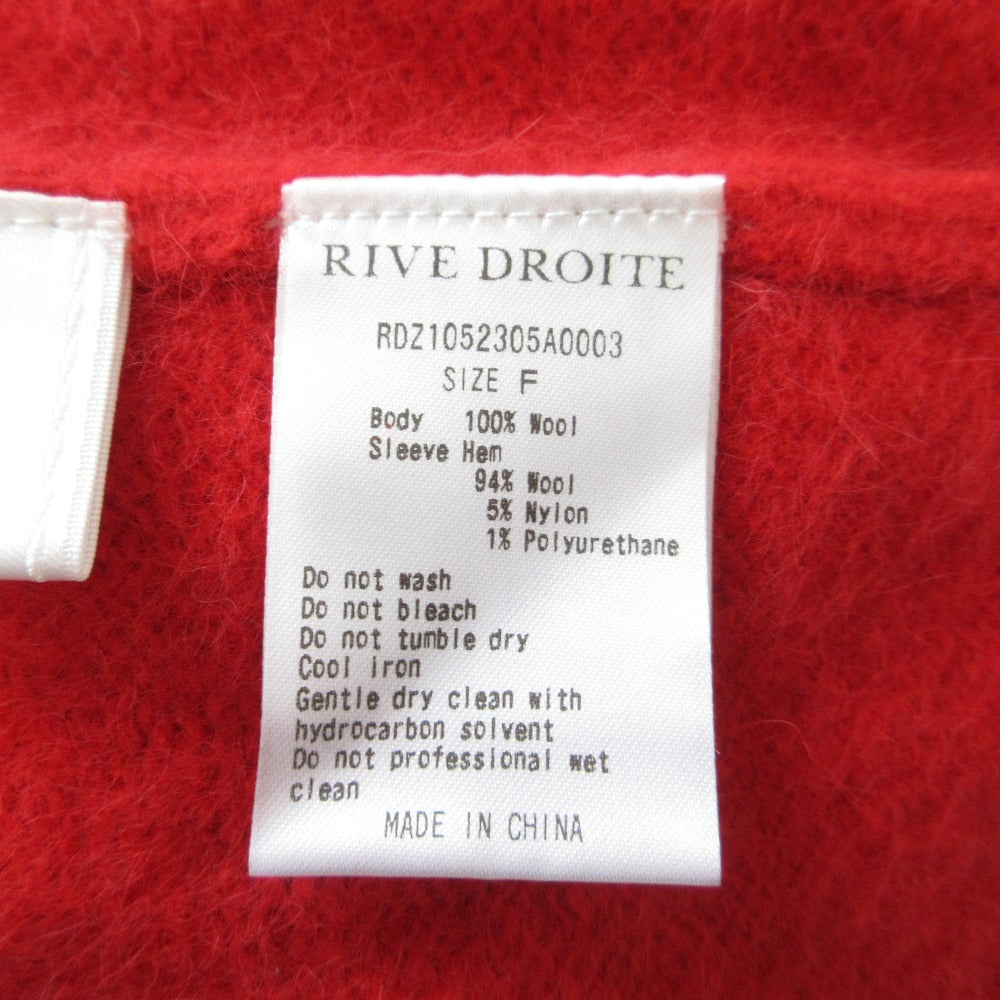 RIVE DROITE
RDZ1052305A0003
SIZE F
Body 100% Wool
Sleeve Hem
94% Wool
5% Nylon
1% Polyurethane
Do not wash
Do not bleach
Do not tumble dry
Cool iron
Gentle dry clean with
hydrocarbon solvent
Do not professional wet
clean
MADE IN CHINA